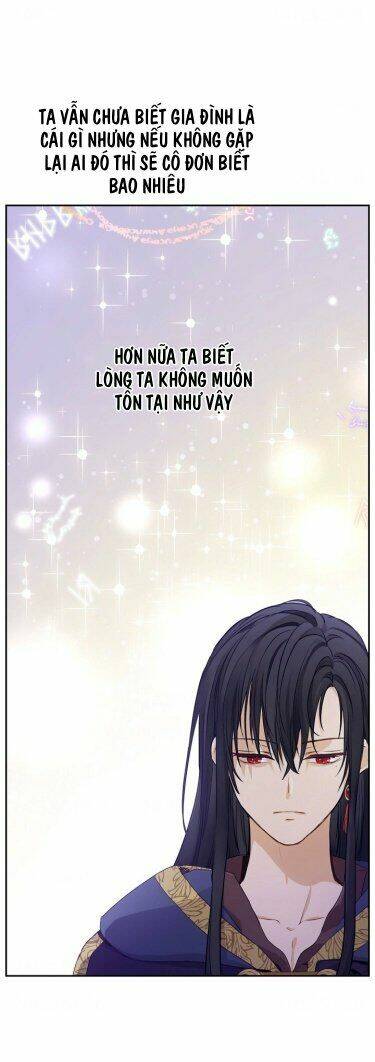 TA VẪN CHƯA BIẾT GIA ĐÌNH LÀ
CÁI GÌ NHƯNG NẾU KHÔNG GẶP
LẠI AI ĐÓ THÌ SẼ CÔ ĐƠN BIẾT
BAO NHIÊU
HƠN NỮA TA BIẾT
LÒNG TA KHÔNG MUỐN
TỒN TẠI NHƯ VẬY